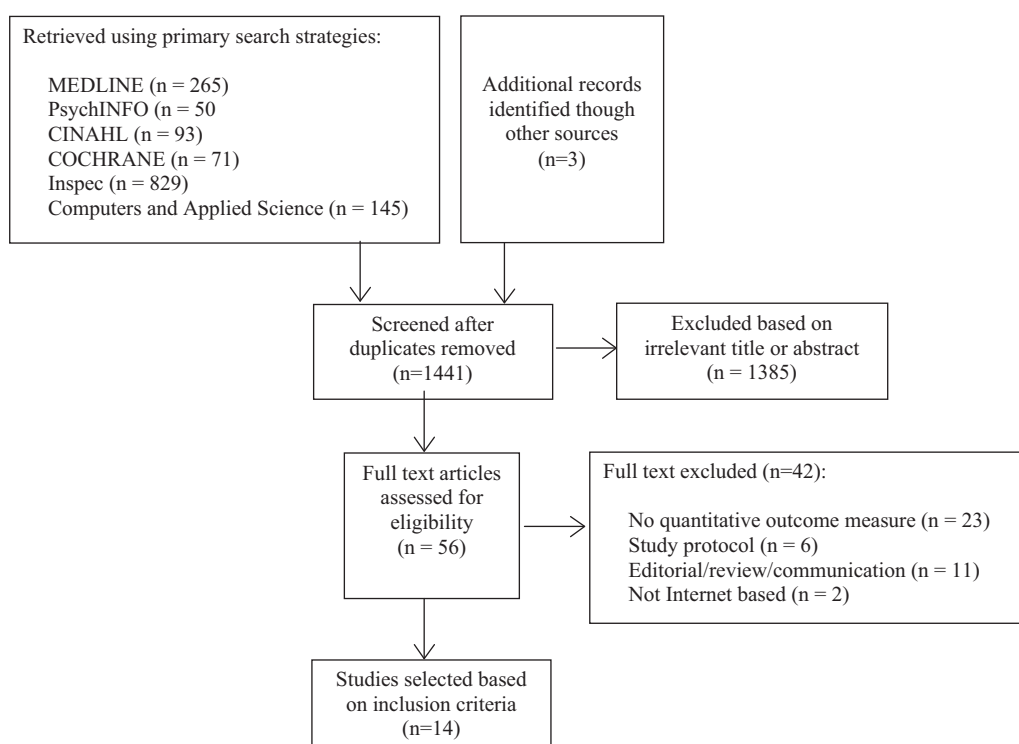 Retrieved using primary search strategies:
MEDLINE (n = 265)
PsychINFO (n = 50
CINAHL (n = 93)
COCHRANE (n = 71)
Inspec (n = 829)
Computers and Applied Science (n = 145)
Additional records
identified though
other sources
(n=3)
Screened after
duplicates removed
(n=1441)
Excluded based on
irrelevant title or abstract
(n = 1385)
Full text articles
assessed for
eligibility
(n = 56)
Full text excluded (n=42):
No quantitative outcome measure (n = 23)
Study protocol (n = 6)
Editorial/review/communication (n = 11)
Not Internet based (n = 2)
Studies selected based
on inclusion criteria
(n=14)